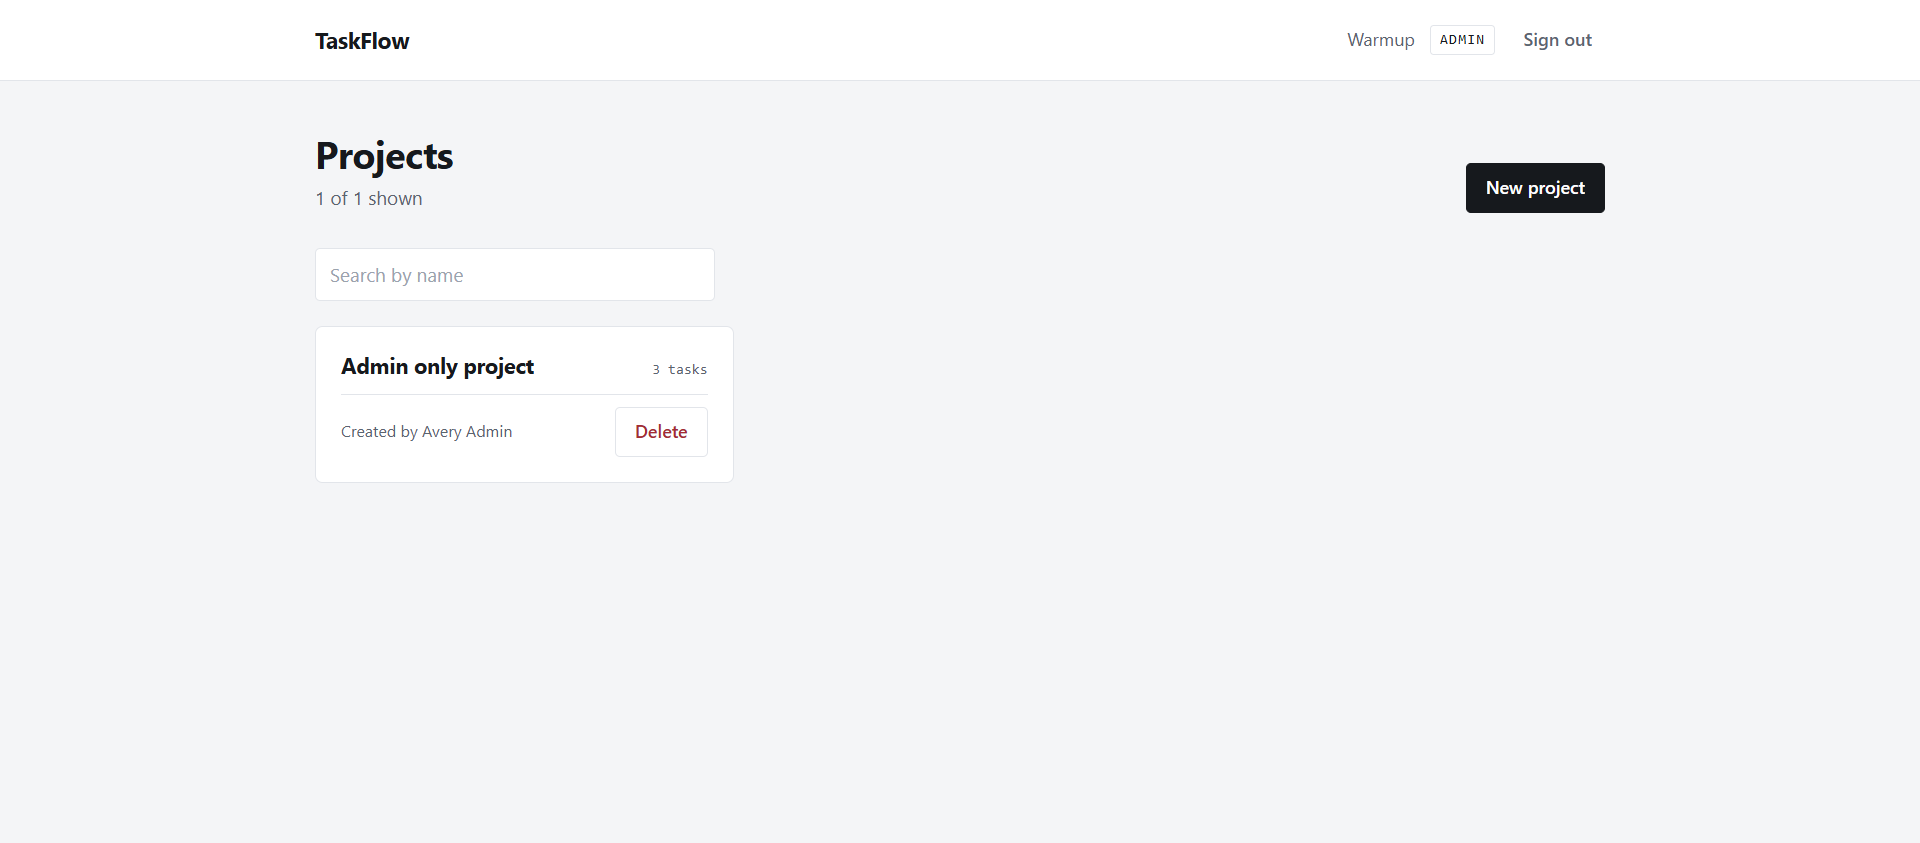 TaskFlow
Warmup ADMIN Sign out
Projects
1 of 1 shown
New project
Search by name
Admin only project 3 tasks
Created by Avery Admin Delete